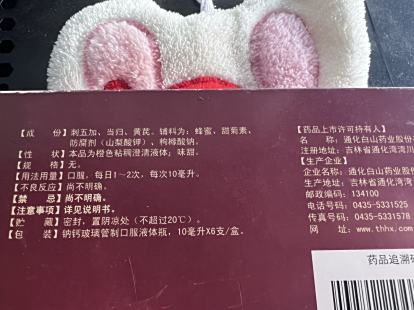 【成　份】刺五加、当归、黄芪。辅料为：蜂蜜、甜菊素、
防腐剂（山梨酸钾）、枸橼酸钠。
【性　状】本品为橙色粘稠澄清液体；味甜。
【规　格】无。
【用法用量】口服，每日1～2次，每次10毫升。
【不良反应】尚不明确。
【禁　忌】尚不明确。
【注意事项】详见说明书。
【贮　藏】密封，置阴凉处（不超过20℃）。
【包　装】钠钙玻璃管制口服液体瓶，10毫升X6支/盒。
【药品上市许可持有人】
名　称：通化白山药业股份
注册地址：吉林省通化湾湾川
【生产企业】
企业名称：通化白山药业股份
生产地址：吉林省通化湾湾
邮政编码：134100
电话号码：0435-5331525
传真号码：0435-5331578
网　址：www.thhx.com
药品追溯